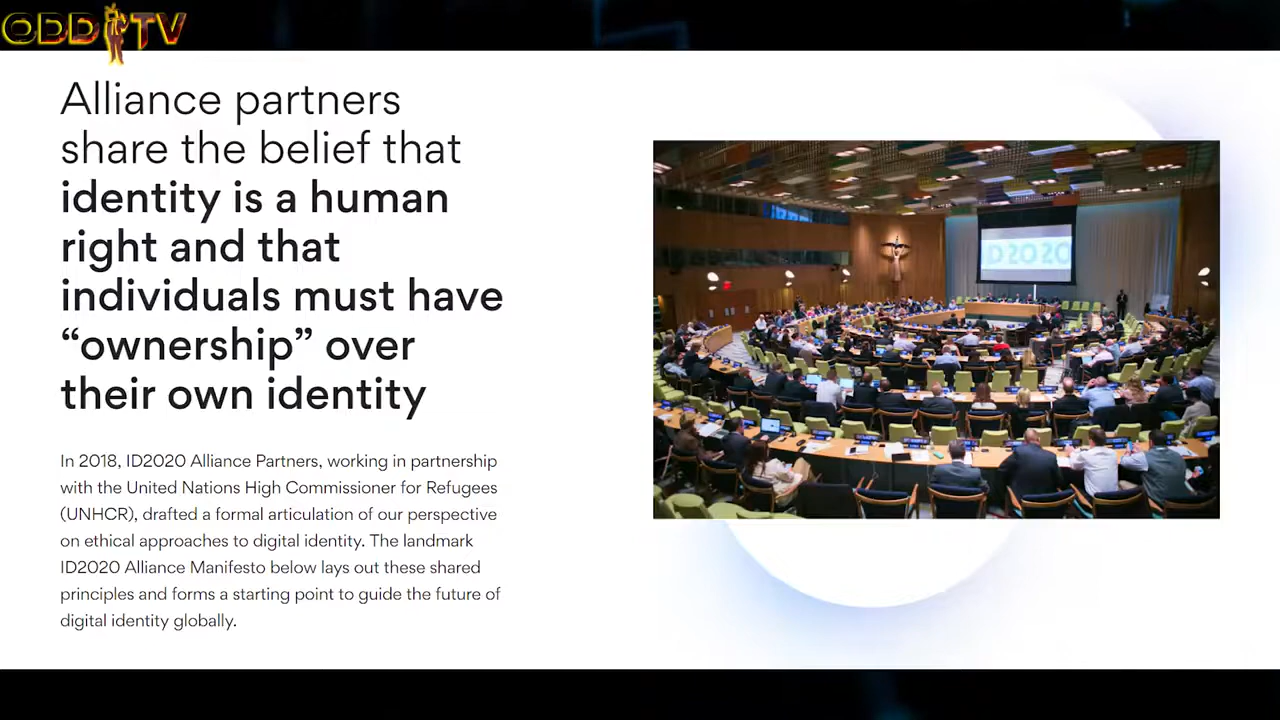 ODD TV
Alliance partners
share the belief that
identity is a human
right and that
individuals must have
“ownership” over
their own identity
In 2018, ID2020 Alliance Partners, working in partnership
with the United Nations High Commissioner for Refugees
(UNHCR), drafted a formal articulation of our perspective
on ethical approaches to digital identity. The landmark
ID2020 Alliance Manifesto below lays out these shared
principles and forms a starting point to guide the future of
digital identity globally.
ID2020